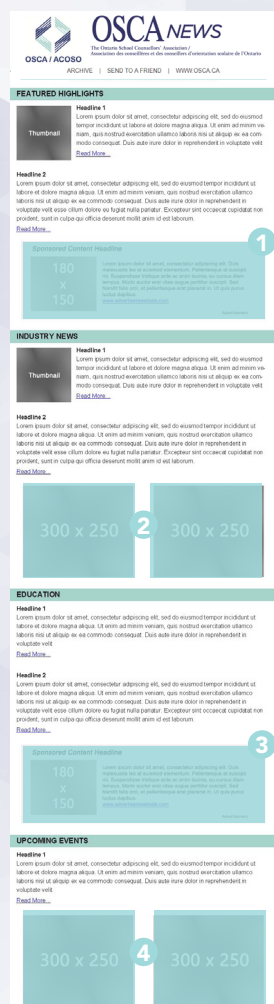 OSCA NEWS
The Ontario School Counsellors' Association /
Association des conseillères et des conseillers d'orientation scolaire de l'Ontario
OSCA / ACOSO
ARCHIVE | SEND TO A FRIEND | WWW.OSCA.CA
FEATURED HIGHLIGHTS
Headline 1
Thumbnail
Lorem ipsum dolor sit amet, consectetur adipiscing elit, sed do eiusmod
tempor incididunt ut labore et dolore magna aliqua. Ut enim ad minim ve-
niam, quis nostrud exercitation ullamco laboris nisi ut aliquip ex ea com-
modo consequat. Duis aute irure dolor in reprehenderit in voluptate velit
Read More...
Headline 2
Lorem ipsum dolor sit amet, consectetur adipiscing elit, sed do eiusmod tempor incididunt ut
labore et dolore magna aliqua. Ut enim ad minim veniam, quis nostrud exercitation ullamco
laboris nisi ut aliquip ex ea commodo consequat. Duis aute irure dolor in reprehenderit in
voluptate velit esse cillum dolore eu fugiat nulla pariatur. Excepteur sint occaecat cupidatat non
proident, sunt in culpa qui officia deserunt mollit anim id est laborum.
Read More...
1
Sponsored Content Headline
180
x
150
INDUSTRY NEWS
Headline 1
Thumbnail
Lorem ipsum dolor sit amet, consectetur adipiscing elit, sed do eiusmod
tempor incididunt ut labore et dolore magna aliqua. Ut enim ad minim ve-
niam, quis nostrud exercitation ullamco laboris nisi ut aliquip ex ea com-
modo consequat. Duis aute irure dolor in reprehenderit in voluptate velit
Read More...
Headline 2
Lorem ipsum dolor sit amet, consectetur adipiscing elit, sed do eiusmod tempor incididunt ut
labore et dolore magna aliqua. Ut enim ad minim veniam, quis nostrud exercitation ullamco
laboris nisi ut aliquip ex ea commodo consequat. Duis aute irure dolor in reprehenderit in
voluptate velit esse cillum dolore eu fugiat nulla pariatur. Excepteur sint occaecat cupidatat non
proident, sunt in culpa qui officia deserunt mollit anim id est laborum.
Read More...
300 x 250 2 300 x 250
EDUCATION
Headline 1
Lorem ipsum dolor sit amet, consectetur adipiscing elit, sed do eiusmod tempor incididunt ut
labore et dolore magna aliqua. Ut enim ad minim veniam, quis nostrud exercitation ullamco
laboris nisi ut aliquip ex ea commodo consequat. Duis aute irure dolor in reprehenderit in
voluptate velit
Read More...
Headline 2
Lorem ipsum dolor sit amet, consectetur adipiscing elit, sed do eiusmod tempor incididunt ut
labore et dolore magna aliqua. Ut enim ad minim veniam, quis nostrud exercitation ullamco
laboris nisi ut aliquip ex ea commodo consequat. Duis aute irure dolor in reprehenderit in
voluptate velit esse cillum dolore eu fugiat nulla pariatur. Excepteur sint occaecat cupidatat non
proident, sunt in culpa qui officia deserunt mollit anim id est laborum.
Read More...
3
Sponsored Content Headline
180
x
150
UPCOMING EVENTS
Headline 1
Lorem ipsum dolor sit amet, consectetur adipiscing elit, sed do eiusmod tempor incididunt ut
labore et dolore magna aliqua. Ut enim ad minim veniam, quis nostrud exercitation ullamco
laboris nisi ut aliquip ex ea commodo consequat. Duis aute irure dolor in reprehenderit in
voluptate velit
Read More...
300 x 250 4 300 x 250